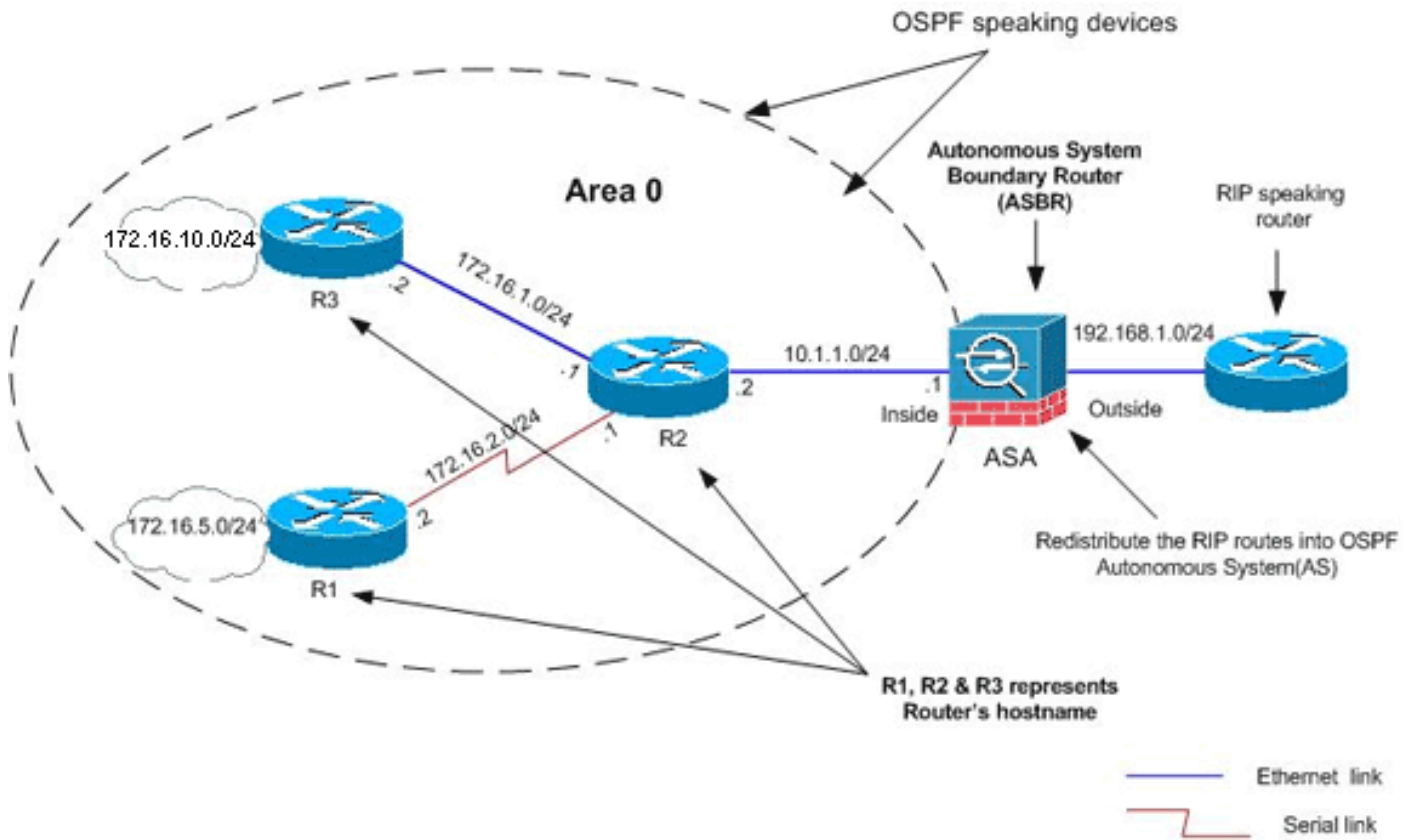 OSPF speaking devices
Autonomous System
Boundary Router
(ASBR)
RIP speaking
router
Area 0
172.16.10.0/24
R3
.2
172.16.1.0/24
.1
R2
.2
10.1.1.0/24
.1
Inside
ASA
Outside
192.168.1.0/24
172.16.2.0/24
.1
.2
172.16.5.0/24
R1
Redistribute the RIP routes into OSPF
Autonomous System(AS)
R1, R2 & R3 represents
Router's hostname
Ethernet link
Serial link